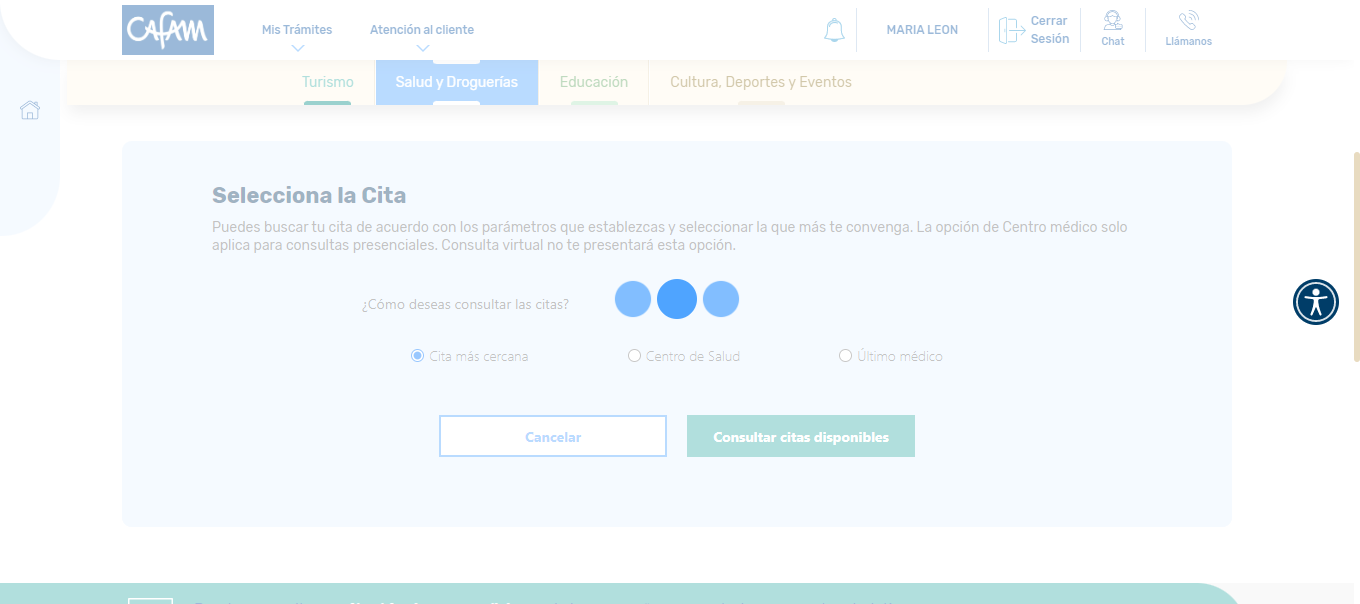 CAFAM
Mis Trámites
Atención al cliente
MARIA LEON
Cerrar
Sesión
Chat
Llámanos
Turismo
Salud y Droguerías
Educación
Cultura, Deportes y Eventos
Selecciona la Cita
Puedes buscar tu cita de acuerdo con los parámetros que establezcas y seleccionar la que más te convenga. La opción de Centro médico solo
aplica para consultas presenciales. Consulta virtual no te presentará esta opción.
¿Cómo deseas consultar las citas?
Cita más cercana
Centro de Salud
Último médico
Cancelar
Consultar citas disponibles